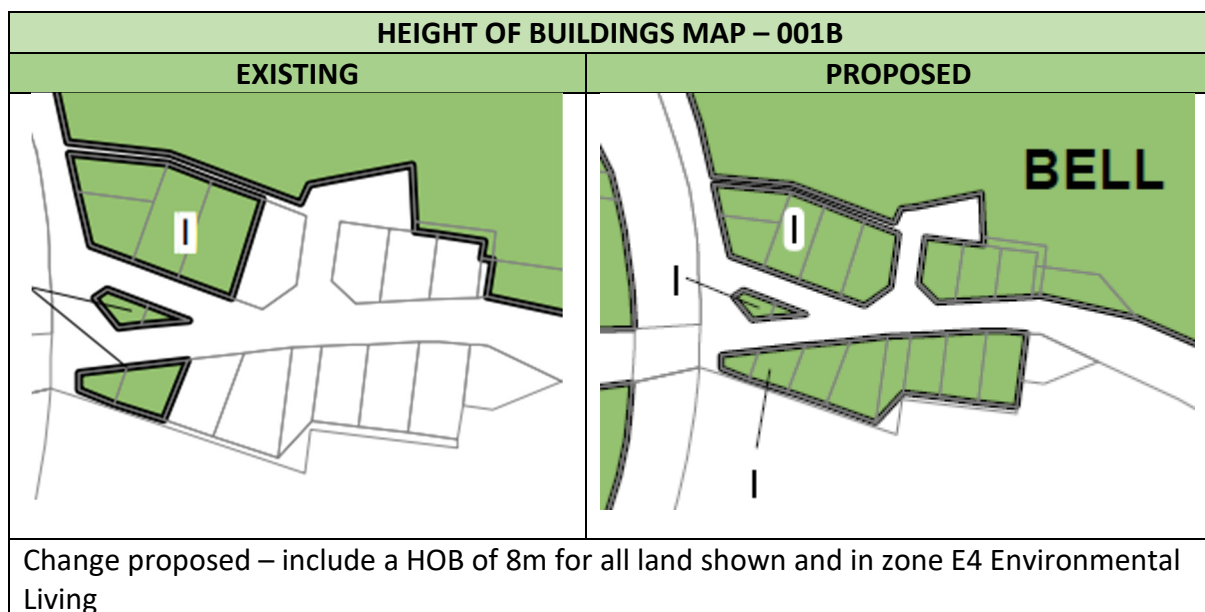 HEIGHT OF BUILDINGS MAP – 001B
EXISTING
PROPOSED
I
BELL
I
I
I
Change proposed – include a HOB of 8m for all land shown and in zone E4 Environmental
Living